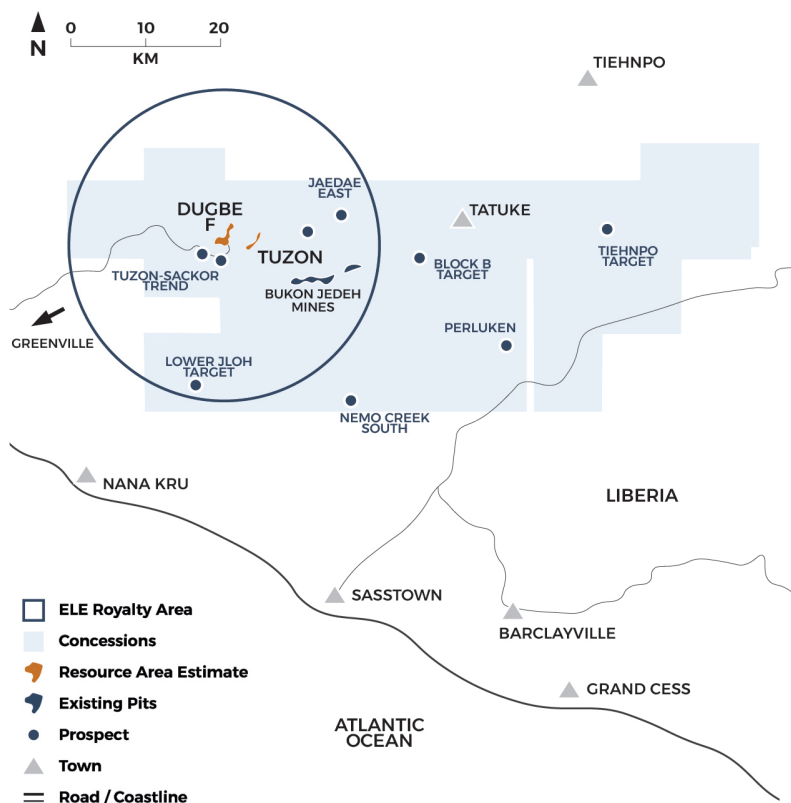 0 10 20
N
KM
TIEHNPO
JAEDAE
EAST
DUGBE
F
TATUKE
TUZON
TIEHNPO
TARGET
BLOCK B
TARGET
TUZON-SACKOR
TREND
BUKON JEDEH
MINES
PERLUKEN
GREENVILLE
LOWER JLOH
TARGET
NEMO CREEK
SOUTH
NANA KRU
LIBERIA
SASSTOWN
BARCLAYVILLE
GRAND CESS
ATLANTIC
OCEAN
ELE Royalty Area
Concessions
Resource Area Estimate
Existing Pits
Prospect
Town
Road / Coastline